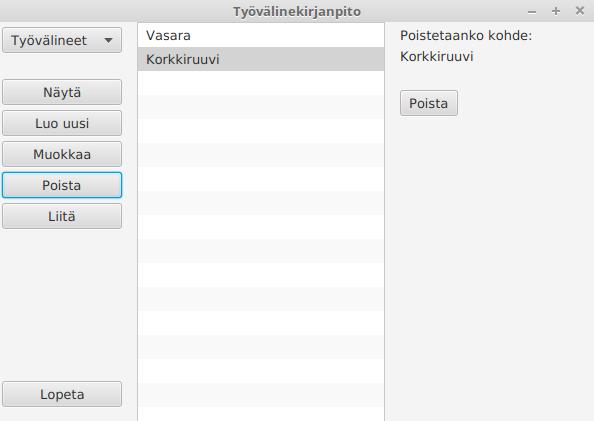 Työvälinekirjanpito
Työvälineet
Näytä
Luo uusi
Muokkaa
Poista
Liitä
Lopeta
Vasara
Korkkiruuvi
Poistetaanko kohde:
Korkkiruuvi
Poista